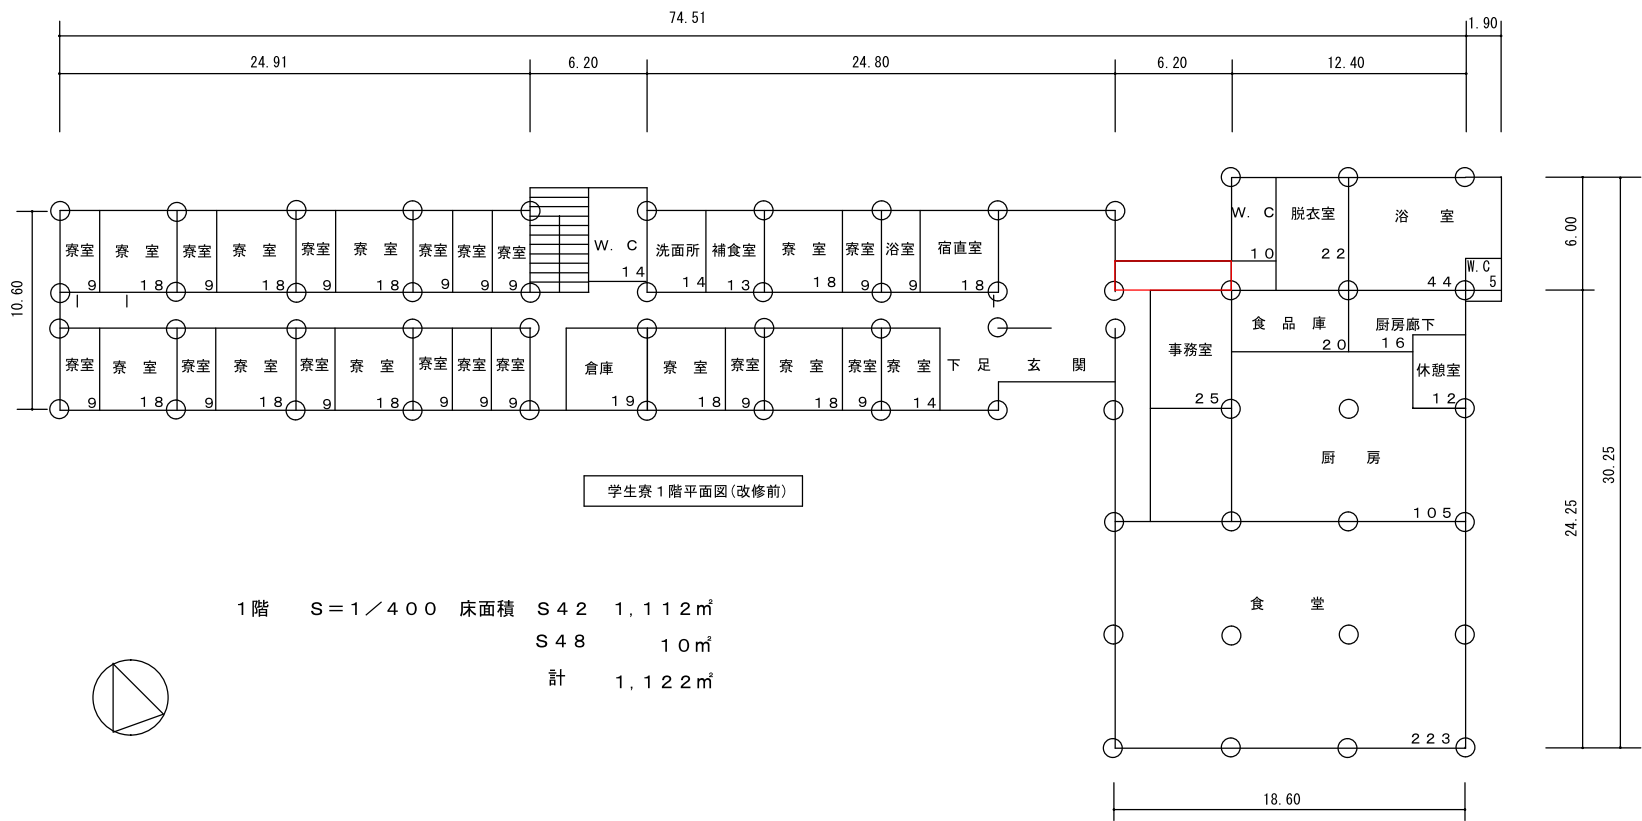 74.51
1.90
24.91
6.20
24.80
6.20
12.40
10.60
寮室 寮 室 寮室 寮 室 寮室 寮 室 寮室 寮室 寮室 W. C 洗面所 補食室 寮 室 寮室 浴室 宿直室
9 18 9 18 9 18 9 9 9 14 14 13 18 9 9 18
寮室 寮 室 寮室 寮 室 寮室 寮 室 寮室 寮室 寮室 倉庫 寮 室 寮室 寮 室 寮室 寮 室 下 足 玄 関
9 18 9 18 9 18 9 9 9 19 18 9 18 9 14
W. C 脱衣室 浴 室
10 22 44
W.C
5
食 品 庫 厨房廊下
20 16
事務室
25
休憩室
12
厨 房
105
食 堂
223
6.00
24.25
30.25
18.60
学生寮1階平面図(改修前)
1階 S=1/400 床面積 S42 1,112㎡
S48 10㎡
計 1,122㎡